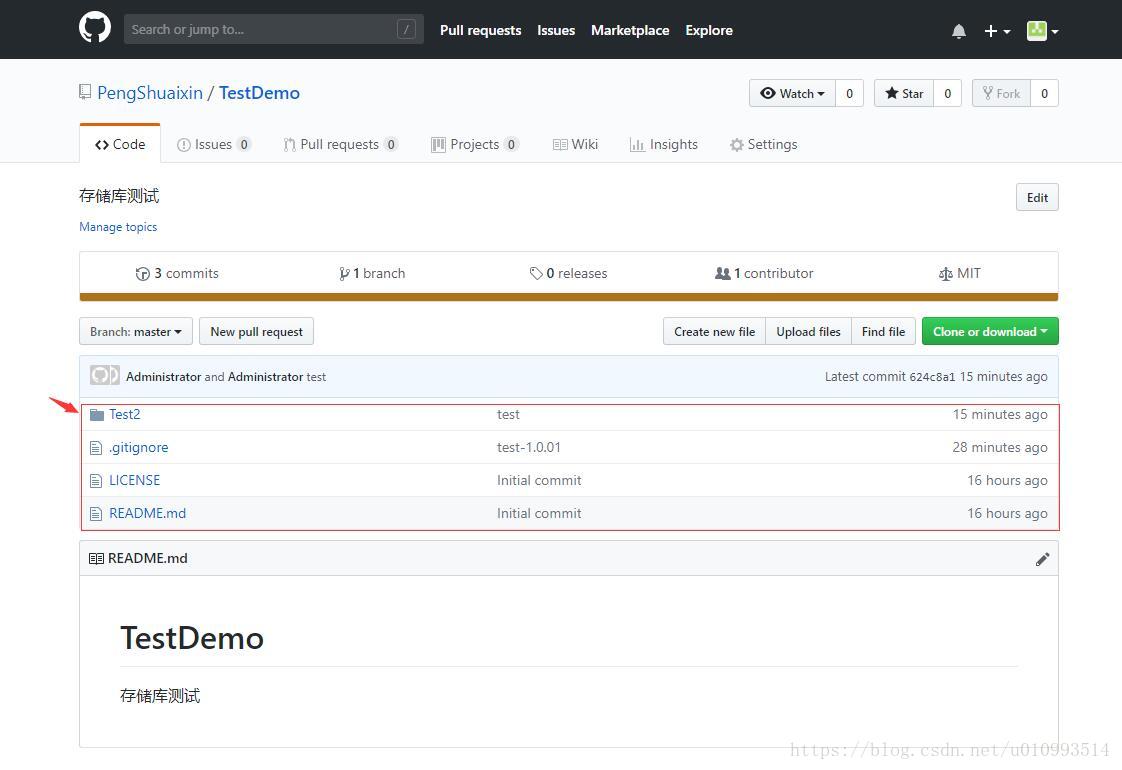 Search or jump to... / Pull requests Issues Marketplace Explore
PengShuaixin / TestDemo Watch 0 Star 0 Fork 0
Code Issues 0 Pull requests 0 Projects 0 Wiki Insights Settings
存储库测试 Edit
Manage topics
3 commits 1 branch 0 releases 1 contributor MIT
Branch: master New pull request Create new file Upload files Find file Clone or download
Administrator and Administrator test Latest commit 624c8a1 15 minutes ago
Test2 test 15 minutes ago
.gitignore test-1.0.01 28 minutes ago
LICENSE Initial commit 16 hours ago
README.md Initial commit 16 hours ago
README.md
TestDemo
存储库测试
https://blog.csdn.net/u010993514